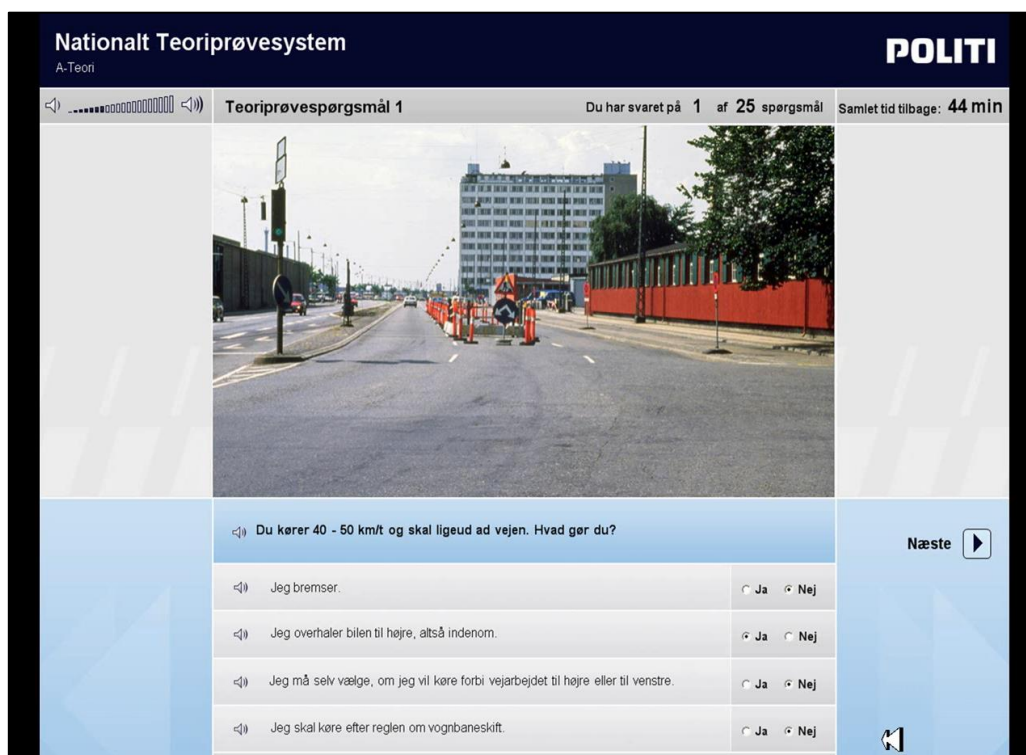 Nationalt Teoriprøvesystem
A-Teori
POLITI
Teoriprøvespørgsmål 1
Du har svaret på 1 af 25 spørgsmål
Samlet tid tilbage: 44 min
Du kører 40 - 50 km/t og skal ligeud ad vejen. Hvad gør du?
Næste
Jeg bremser.
Ja Nej
Jeg overhaler bilen til højre, altså indenom.
Ja Nej
Jeg må selv vælge, om jeg vil køre forbi vejarbejdet til højre eller til venstre.
Ja Nej
Jeg skal køre efter reglen om vognbaneskift.
Ja Nej